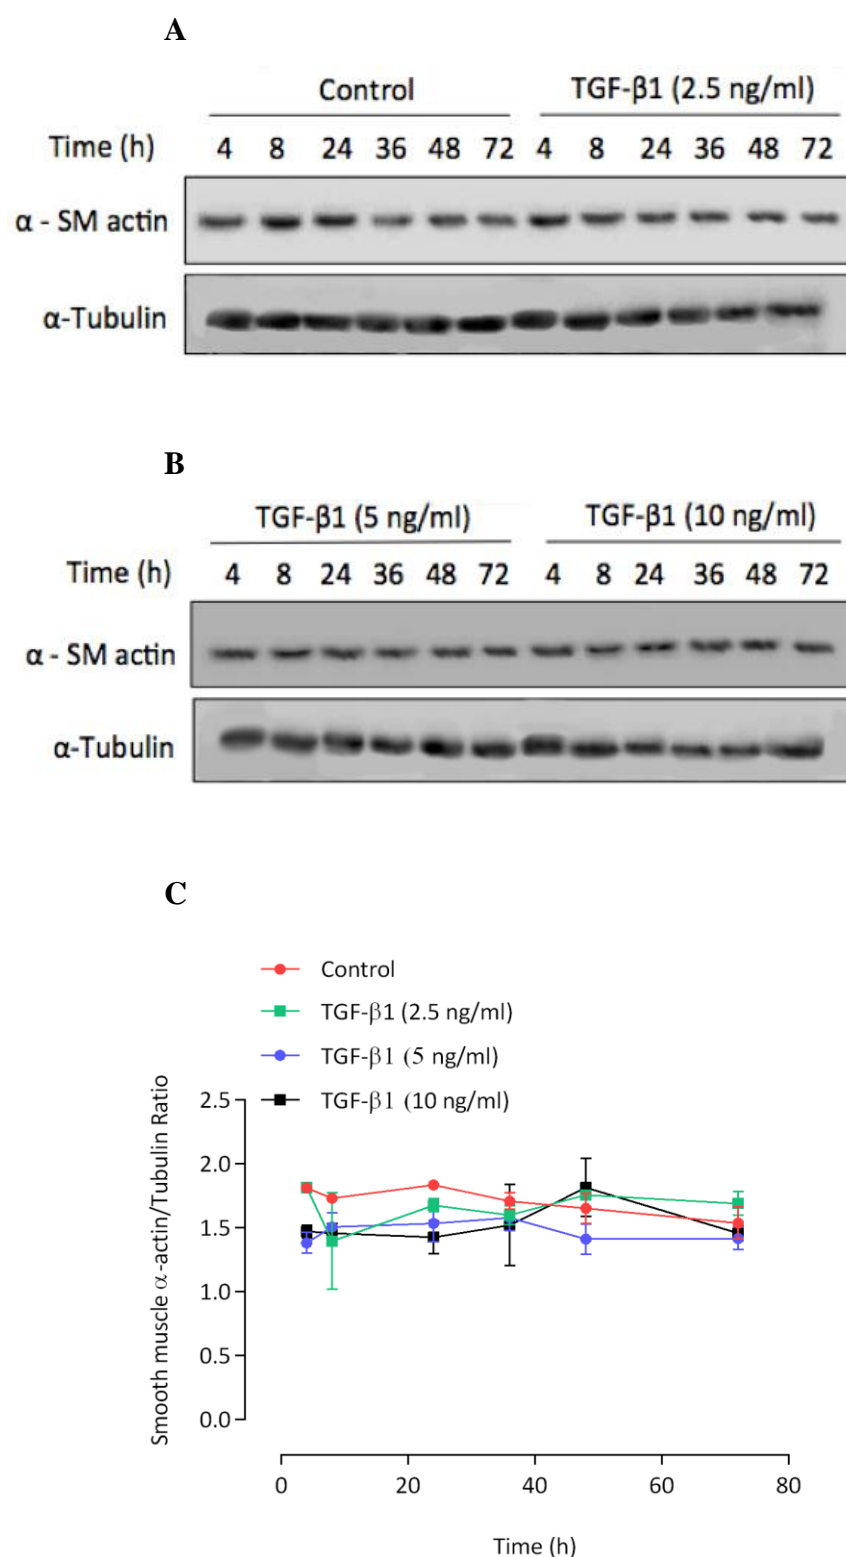 A
Control TGF-β1 (2.5 ng/ml)
Time (h) 4 8 24 36 48 72 4 8 24 36 48 72
α - SM actin
α-Tubulin
B
TGF-β1 (5 ng/ml) TGF-β1 (10 ng/ml)
Time (h) 4 8 24 36 48 72 4 8 24 36 48 72
α - SM actin
α-Tubulin
C
Control
TGF-β1 (2.5 ng/ml)
TGF-β1 (5 ng/ml)
TGF-β1 (10 ng/ml)
Smooth muscle α -actin/Tubulin Ratio
2.5
2.0
1.5
1.0
0.5
0.0
0 20 40 60 80
Time (h)